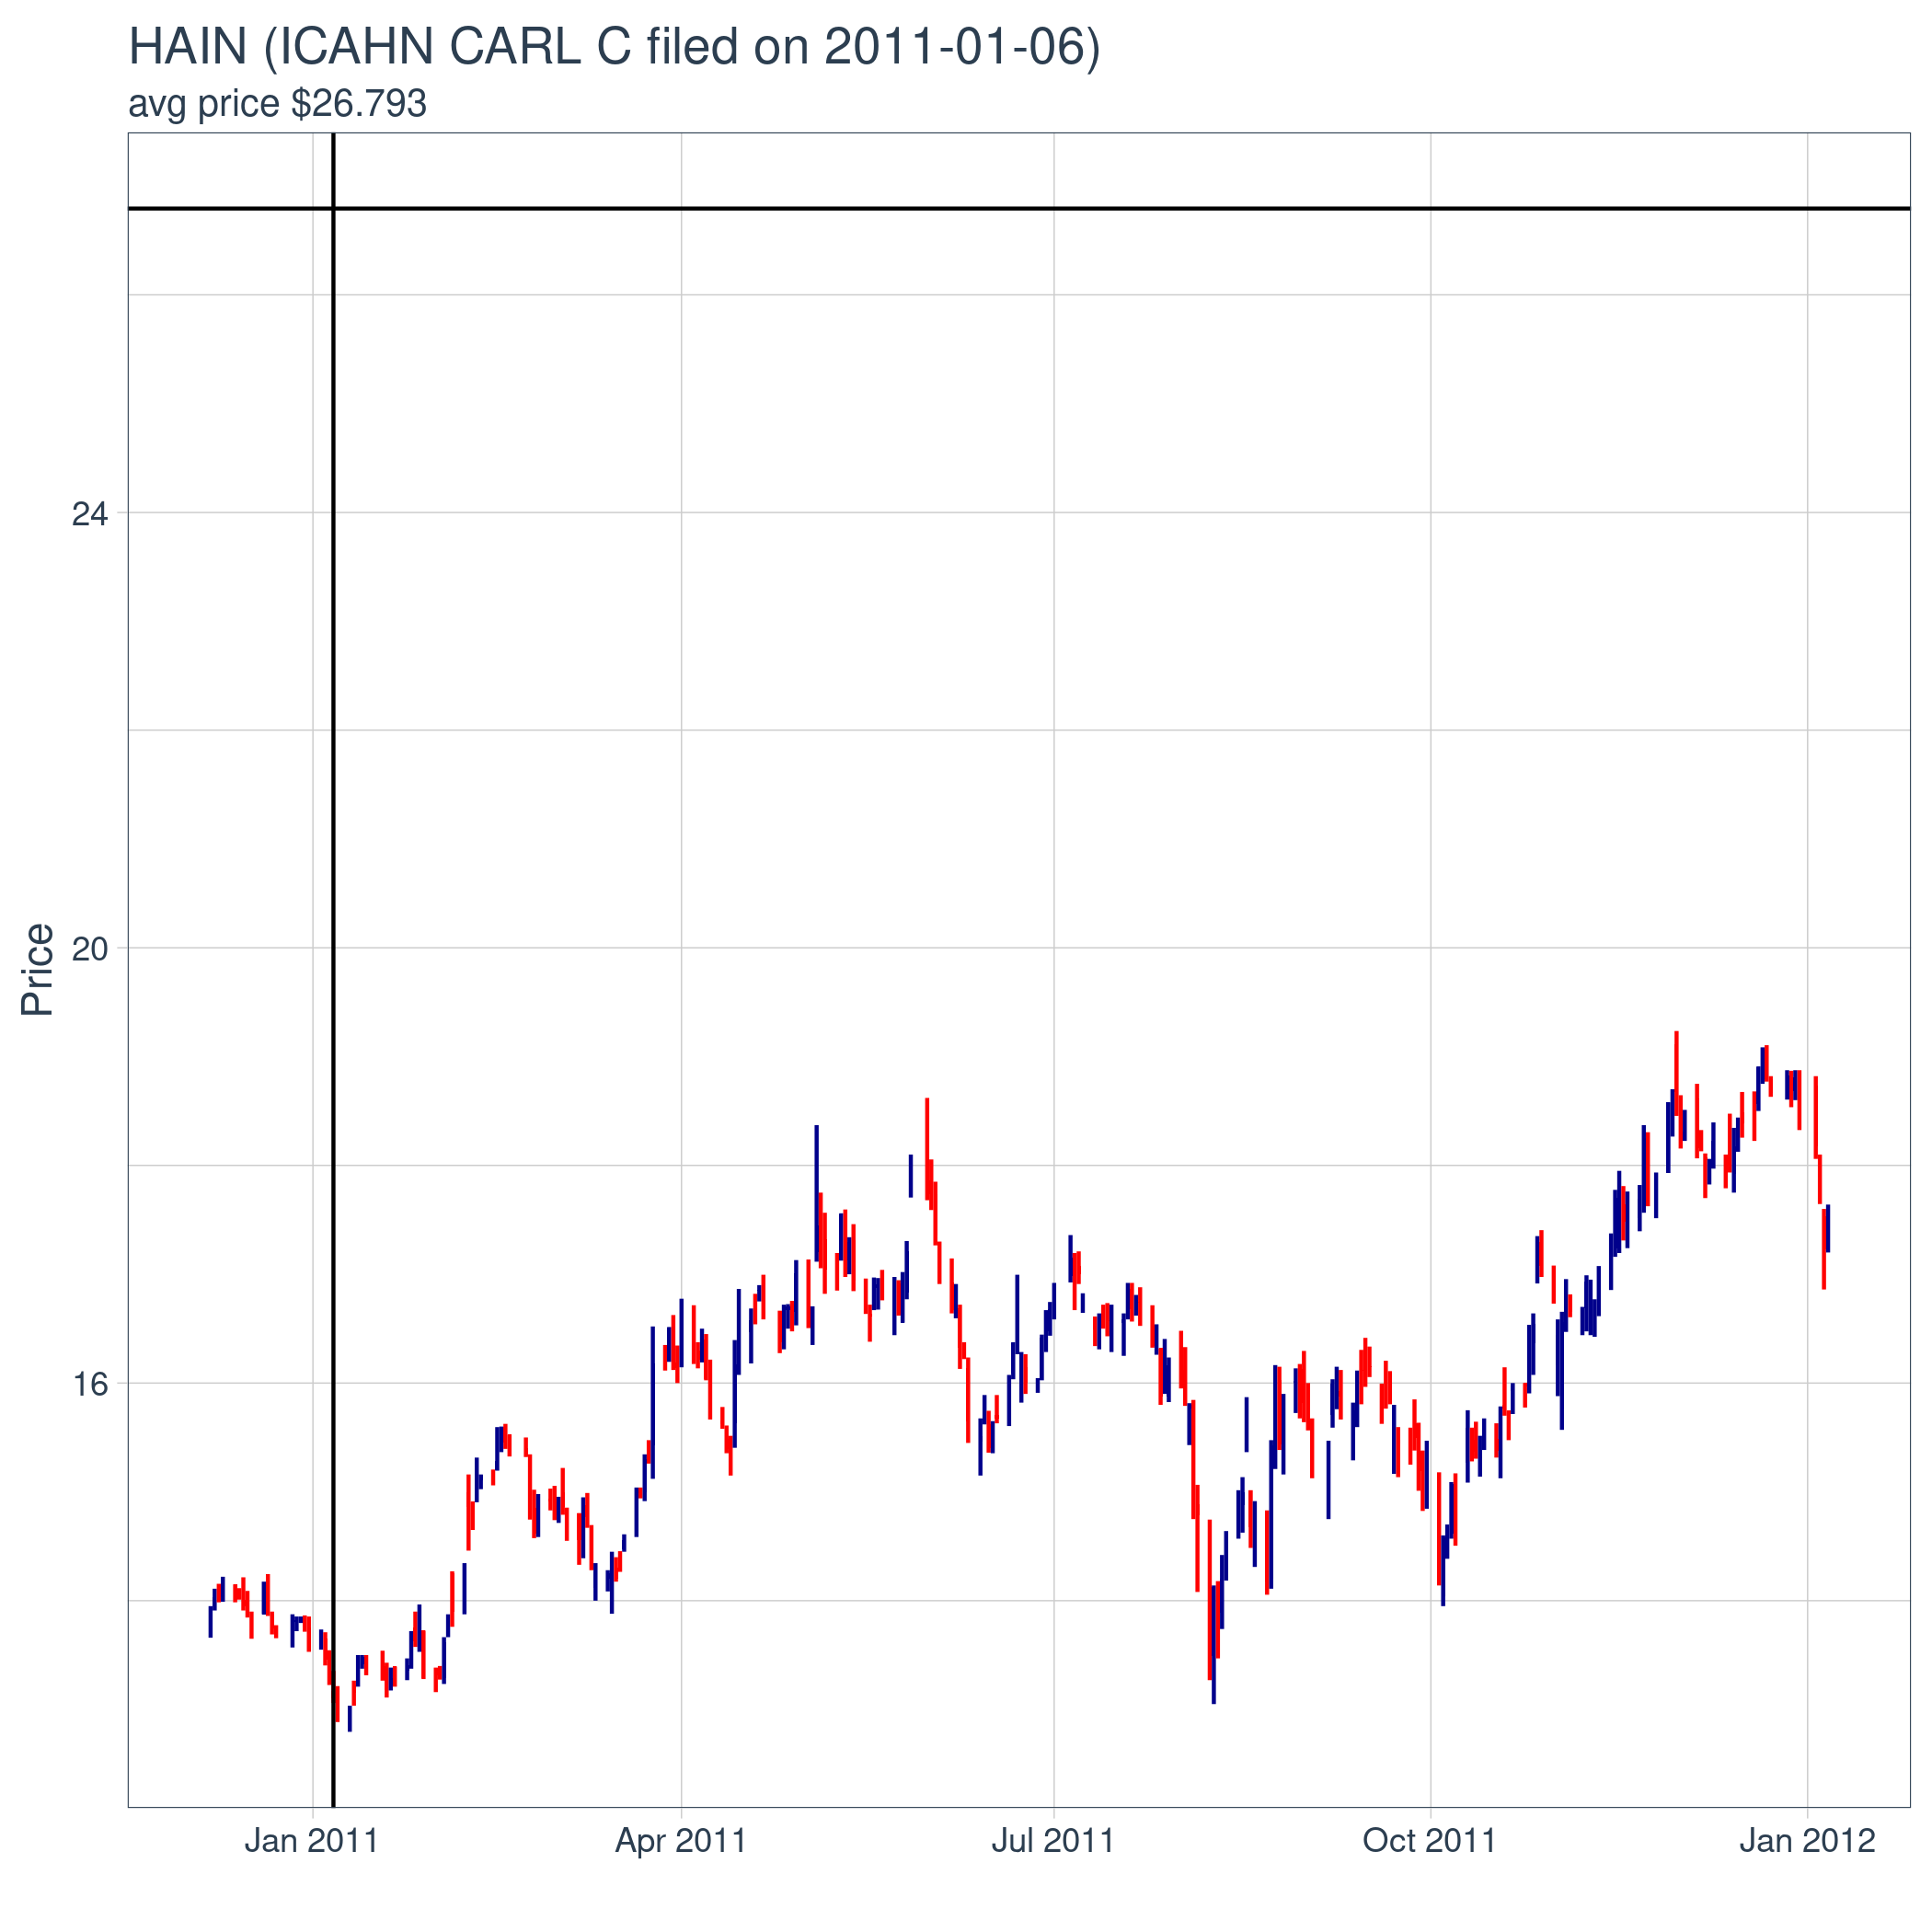 HAIN (ICAHN CARL C filed on 2011-01-06)
avg price $26.793
24
20
16
Price
Jan 2011
Apr 2011
Jul 2011
Oct 2011
Jan 2012